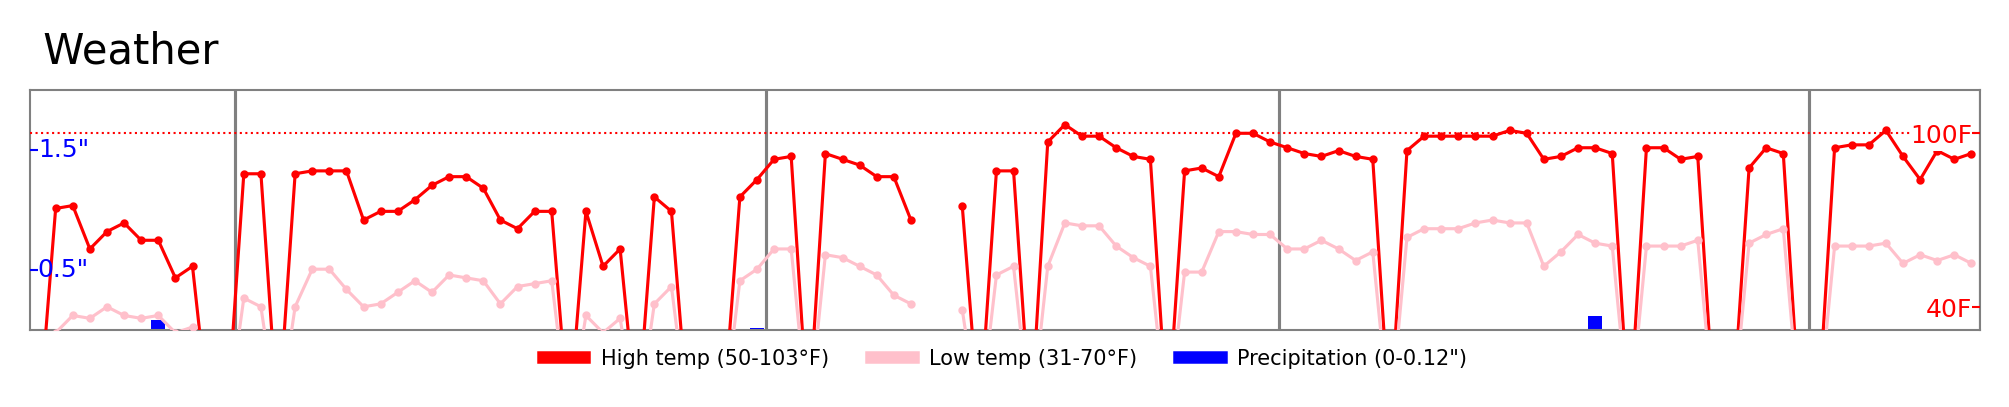 Weather
1.5"
100F
0.5"
40F
High temp (50-103°F)
Low temp (31-70°F)
Precipitation (0-0.12")